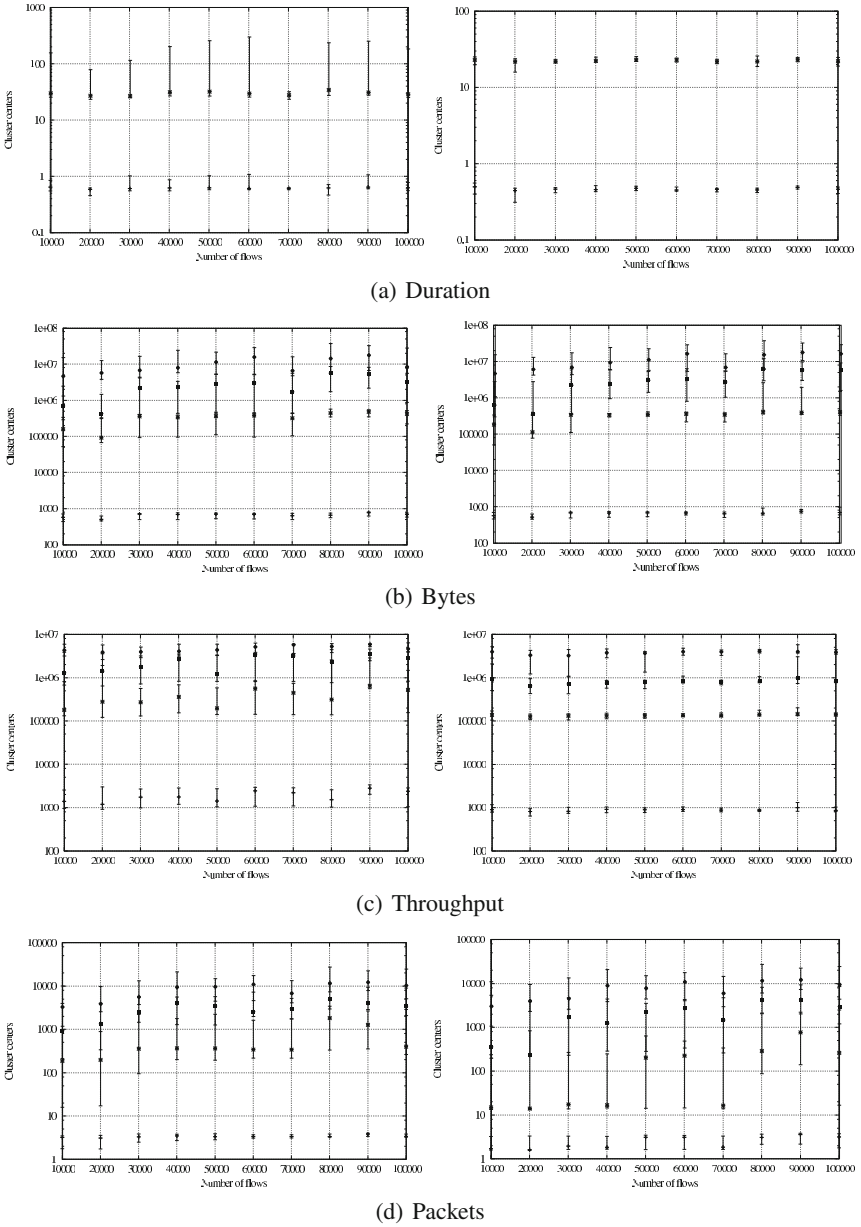 1000
100
10
1
0.1
Cluster centers
10000 20000 30000 40000 50000 60000 70000 80000 90000 100000
Number of flows
100
10
1
0.1
Cluster centers
10000 20000 30000 40000 50000 60000 70000 80000 90000 100000
Number of flows
(a) Duration
1e+08
1e+07
1e+06
100000
10000
1000
100
Cluster centers
10000 20000 30000 40000 50000 60000 70000 80000 90000 100000
Number of flows
1e+08
1e+07
1e+06
100000
10000
1000
100
Cluster centers
10000 20000 30000 40000 50000 60000 70000 80000 90000 100000
Number of flows
(b) Bytes
1e+07
1e+06
100000
10000
1000
100
Cluster centers
10000 20000 30000 40000 50000 60000 70000 80000 90000 100000
Number of flows
1e+07
1e+06
100000
10000
1000
100
Cluster centers
10000 20000 30000 40000 50000 60000 70000 80000 90000 100000
Number of flows
(c) Throughput
100000
10000
1000
100
10
1
Cluster centers
10000 20000 30000 40000 50000 60000 70000 80000 90000 100000
Number of flows
100000
10000
1000
100
10
1
Cluster centers
10000 20000 30000 40000 50000 60000 70000 80000 90000 100000
Number of flows
(d) Packets